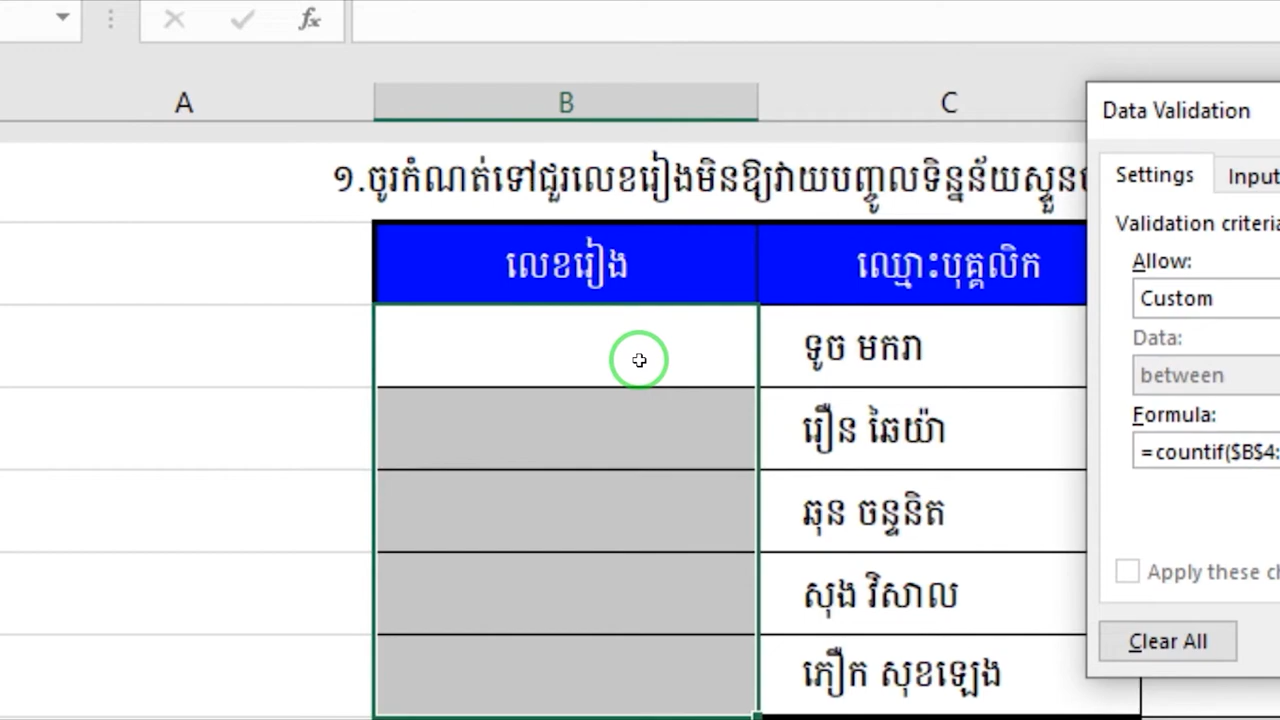 fx
A B C
Data Validation
១.ចូរកំណត់ទៅជួរលេខរៀងមិនឱ្យវាយបញ្ចូលទិន្នន័យស្ទួន
Settings Input
Validation criteria
លេខរៀង ឈ្មោះបុគ្គលិក
Allow:
Custom
ទូច មករា
Data:
between
រឿន ឆៃយ៉ា
Formula:
=countif($B$4:
ឆុន ចន្ទនិត
Apply these
សុង វិសាល
Clear All
ភឿក សុខឡេង